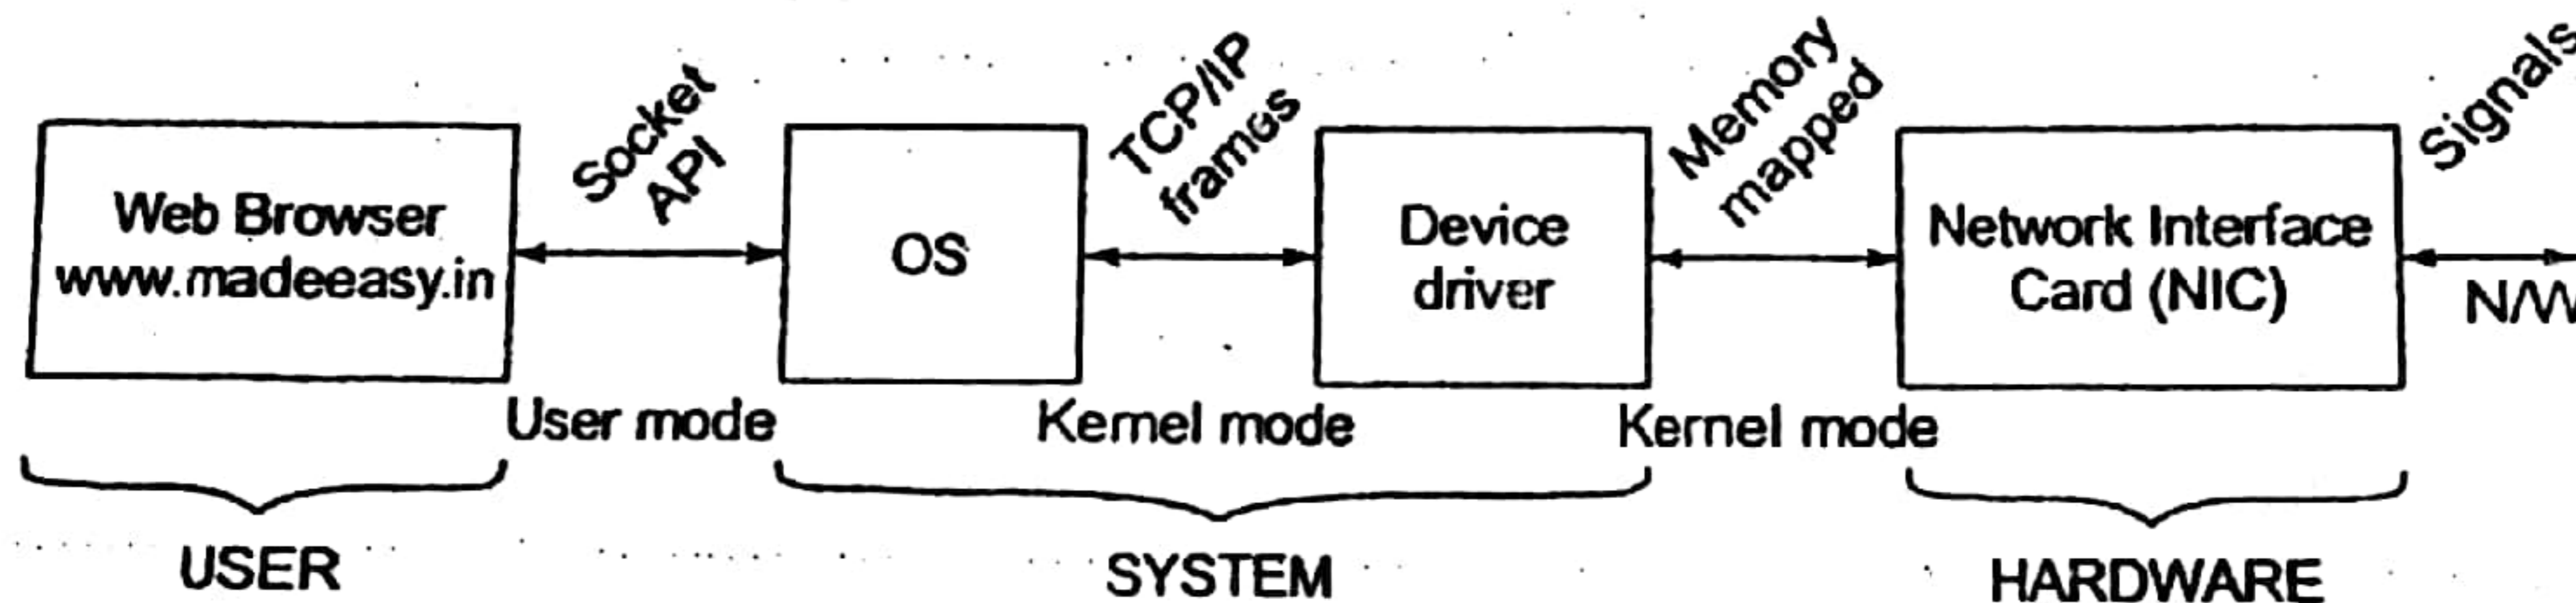 Socket
API
TCP/IP
frames
Memory
mapped
Signals
Web Browser
www.madeeasy.in
OS
Device
driver
Network Interface
Card (NIC)
N/W
User mode
Kernel mode
Kernel mode
USER
SYSTEM
HARDWARE